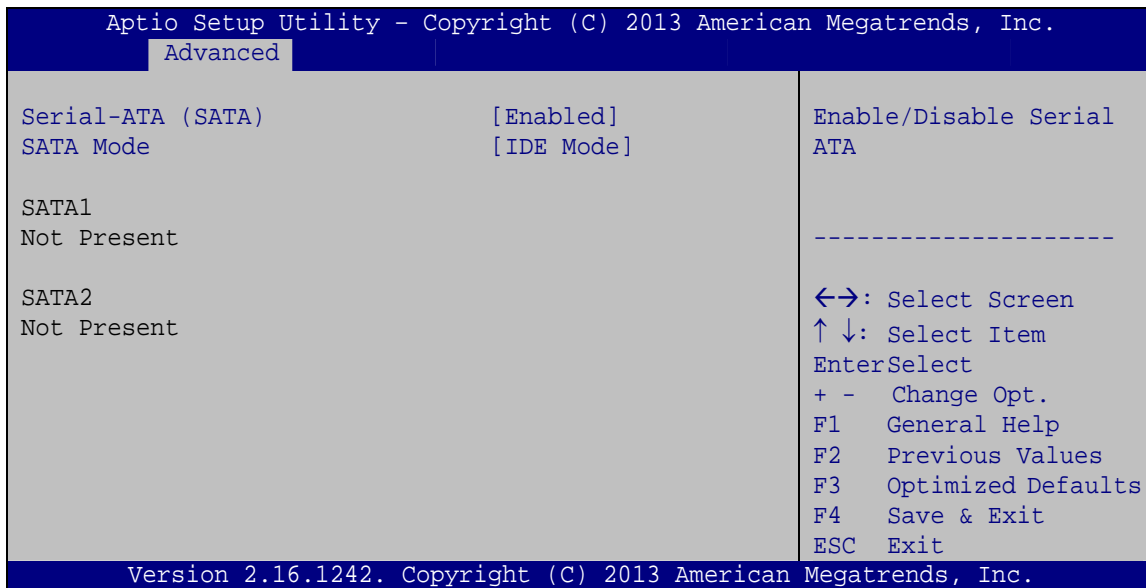 Aptio Setup Utility – Copyright (C) 2013 American Megatrends, Inc.
Advanced
Serial-ATA (SATA) [Enabled]
SATA Mode [IDE Mode]
SATA1
Not Present
SATA2
Not Present
Enable/Disable Serial
ATA
---------------------
←→: Select Screen
↑ ↓: Select Item
EnterSelect
+ - Change Opt.
F1 General Help
F2 Previous Values
F3 Optimized Defaults
F4 Save & Exit
ESC Exit
Version 2.16.1242. Copyright (C) 2013 American Megatrends, Inc.